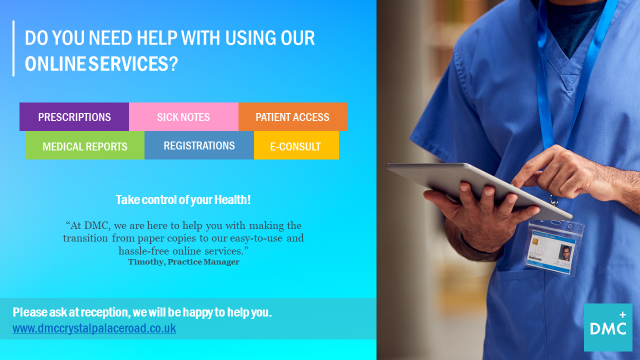 DO YOU NEED HELP WITH USING OUR
ONLINE SERVICES?
PRESCRIPTIONS
SICK NOTES
PATIENT ACCESS
MEDICAL REPORTS
REGISTRATIONS
E-CONSULT
Take control of your Health!
“At DMC, we are here to help you with making the
transition from paper copies to our easy-to-use and
hassle-free online services.”
Timothy, Practice Manager
Please ask at reception, we will be happy to help you.
www.dmccrystalpalaceroad.co.uk
DMC+